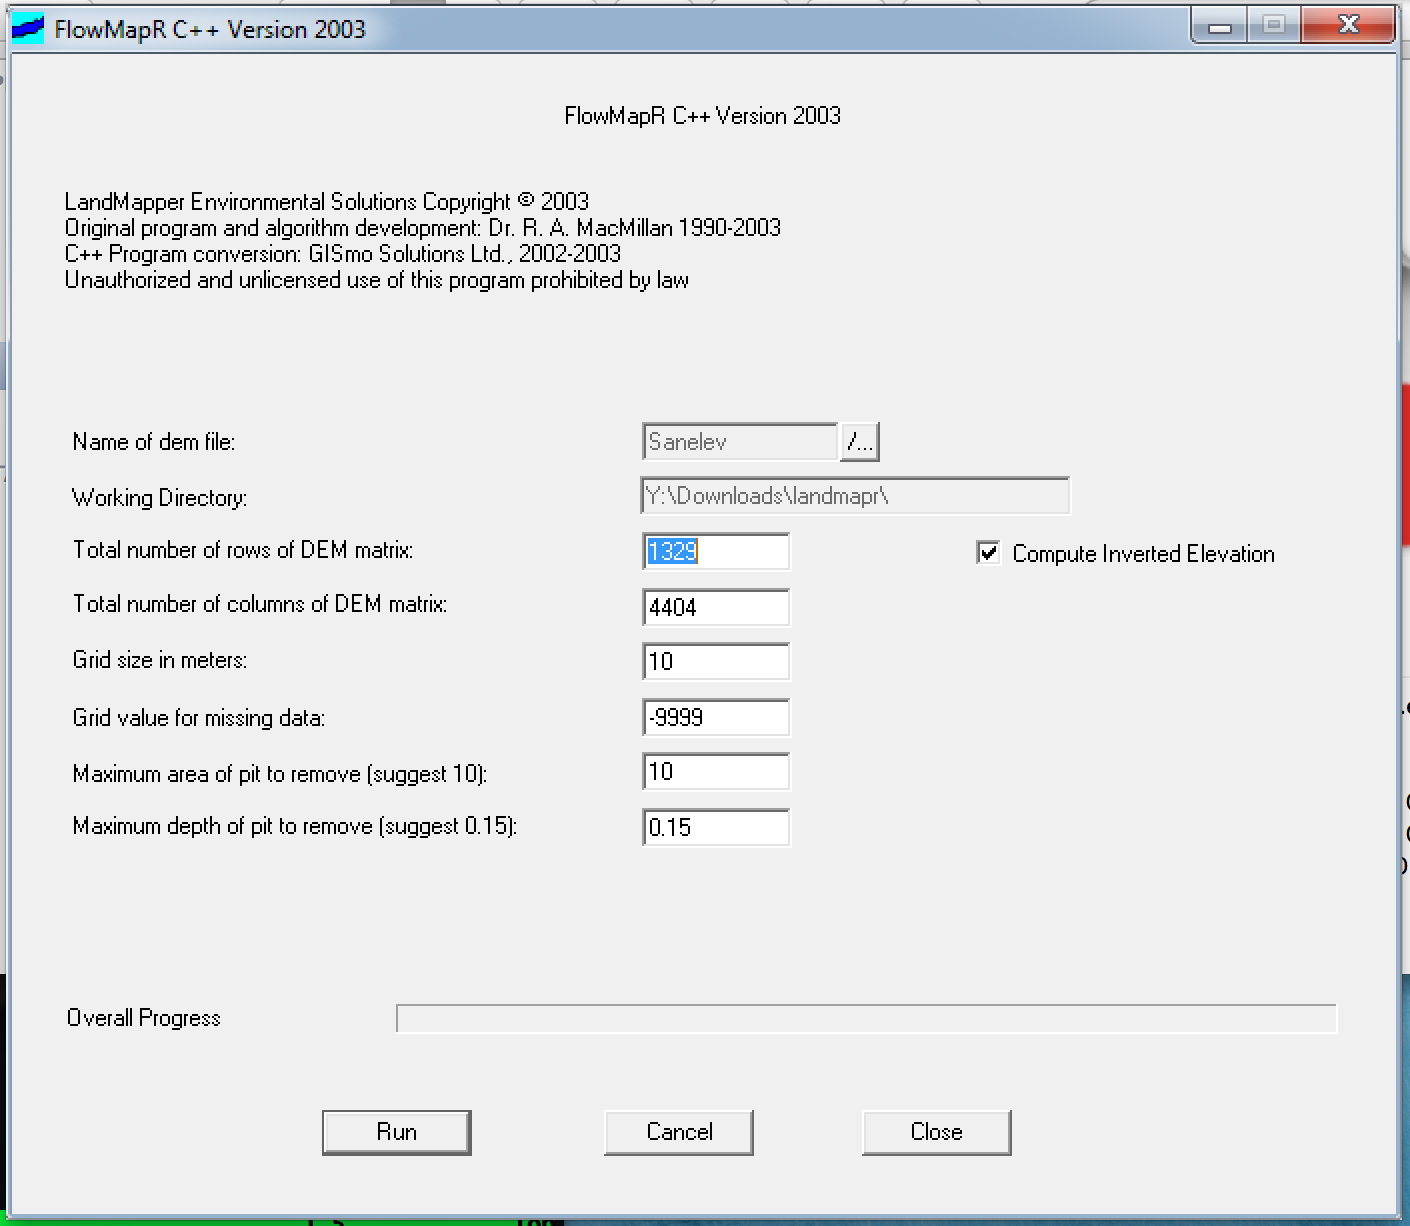 FlowMapR C++ Version 2003
FlowMapR C++ Version 2003
LandMapper Environmental Solutions Copyright © 2003
Original program and algorithm development: Dr. R. A. MacMillan 1990-2003
C++ Program conversion: GISmo Solutions Ltd., 2002-2003
Unauthorized and unlicensed use of this program prohibited by law
Name of dem file: Sanelev /...
Working Directory: Y:\Downloads\landmapr\
Total number of rows of DEM matrix: 1329 Compute Inverted Elevation
Total number of columns of DEM matrix: 4404
Grid size in meters: 10
Grid value for missing data: -9999
Maximum area of pit to remove (suggest 10): 10
Maximum depth of pit to remove (suggest 0.15): 0.15
Overall Progress
Run Cancel Close